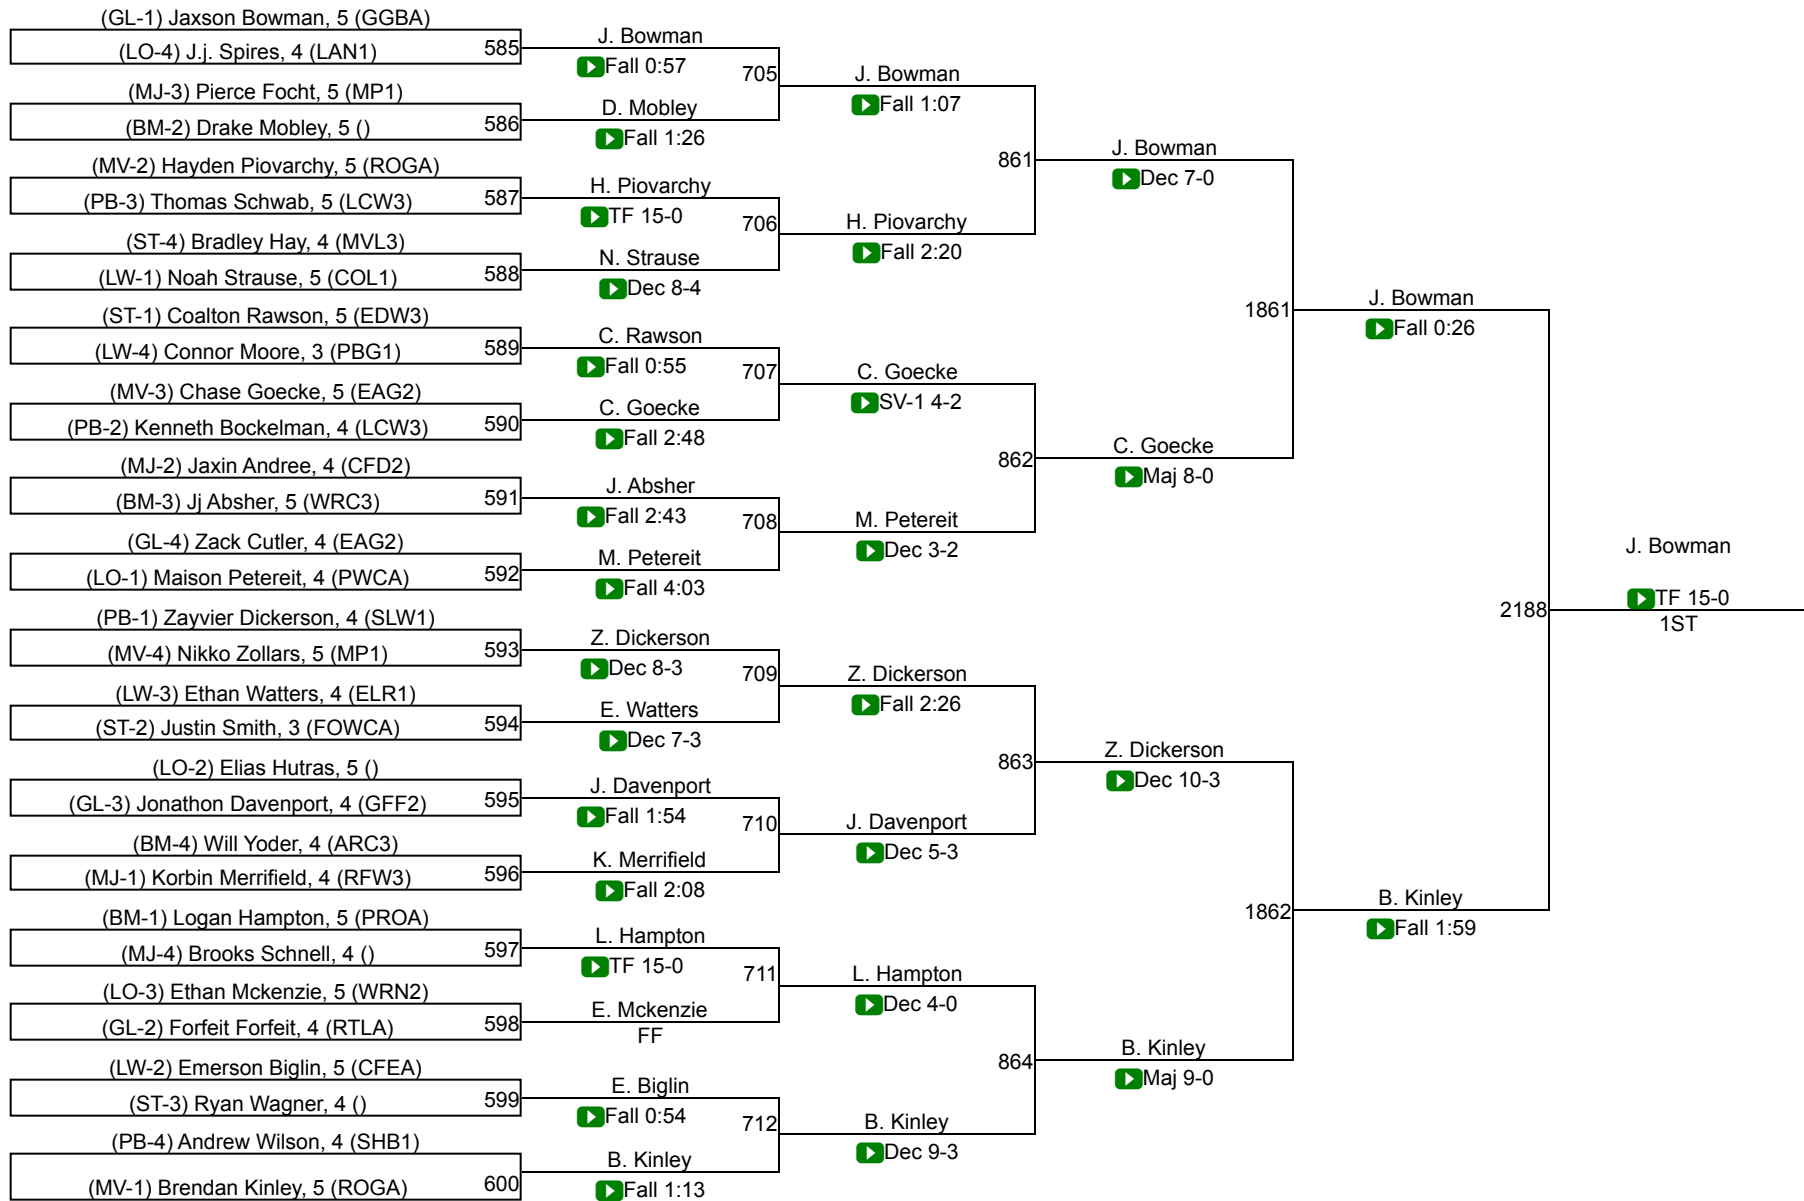 (GL-1) Jaxson Bowman, 5 (GGBA)
(LO-4) J.j. Spires, 4 (LAN1)
585
(MJ-3) Pierce Focht, 5 (MP1)
(BM-2) Drake Mobley, 5 ()
586
(MV-2) Hayden Piovarchy, 5 (ROGA)
(PB-3) Thomas Schwab, 5 (LCW3)
587
(ST-4) Bradley Hay, 4 (MVL3)
(LW-1) Noah Strause, 5 (COL1)
588
(ST-1) Coalton Rawson, 5 (EDW3)
(LW-4) Connor Moore, 3 (PBG1)
589
(MV-3) Chase Goecke, 5 (EAG2)
(PB-2) Kenneth Bockelman, 4 (LCW3)
590
(MJ-2) Jaxin Andree, 4 (CFD2)
(BM-3) Jj Absher, 5 (WRC3)
591
(GL-4) Zack Cutler, 4 (EAG2)
(LO-1) Maison Petereit, 4 (PWCA)
592
(PB-1) Zayvier Dickerson, 4 (SLW1)
(MV-4) Nikko Zollars, 5 (MP1)
593
(LW-3) Ethan Watters, 4 (ELR1)
(ST-2) Justin Smith, 3 (FOWCA)
594
(LO-2) Elias Hutras, 5 ()
(GL-3) Jonathon Davenport, 4 (GFF2)
595
(BM-4) Will Yoder, 4 (ARC3)
(MJ-1) Korbin Merrifield, 4 (RFW3)
596
(BM-1) Logan Hampton, 5 (PROA)
(MJ-4) Brooks Schnell, 4 ()
597
(LO-3) Ethan Mckenzie, 5 (WRN2)
(GL-2) Forfeit Forfeit, 4 (RTLA)
598
(LW-2) Emerson Biglin, 5 (CFEA)
(ST-3) Ryan Wagner, 4 ()
599
(PB-4) Andrew Wilson, 4 (SHB1)
(MV-1) Brendan Kinley, 5 (ROGA)
600
J. Bowman
Fall 0:57
705
D. Mobley
Fall 1:26
H. Piovarchy
TF 15-0
706
N. Strause
Dec 8-4
C. Rawson
Fall 0:55
707
C. Goecke
Fall 2:48
J. Absher
Fall 2:43
708
M. Petereit
Fall 4:03
Z. Dickerson
Dec 8-3
709
E. Watters
Dec 7-3
J. Davenport
Fall 1:54
710
K. Merrifield
Fall 2:08
L. Hampton
TF 15-0
711
E. Mckenzie
FF
E. Biglin
Fall 0:54
712
B. Kinley
Fall 1:13
J. Bowman
Fall 1:07
861
H. Piovarchy
Fall 2:20
C. Goecke
SV-1 4-2
862
M. Petereit
Dec 3-2
Z. Dickerson
Fall 2:26
863
J. Davenport
Dec 5-3
L. Hampton
Dec 4-0
864
B. Kinley
Dec 9-3
J. Bowman
Dec 7-0
1861
C. Goecke
Maj 8-0
Z. Dickerson
Dec 10-3
1862
B. Kinley
Maj 9-0
J. Bowman
Fall 0:26
2188
B. Kinley
Fall 1:59
J. Bowman
TF 15-0
1ST